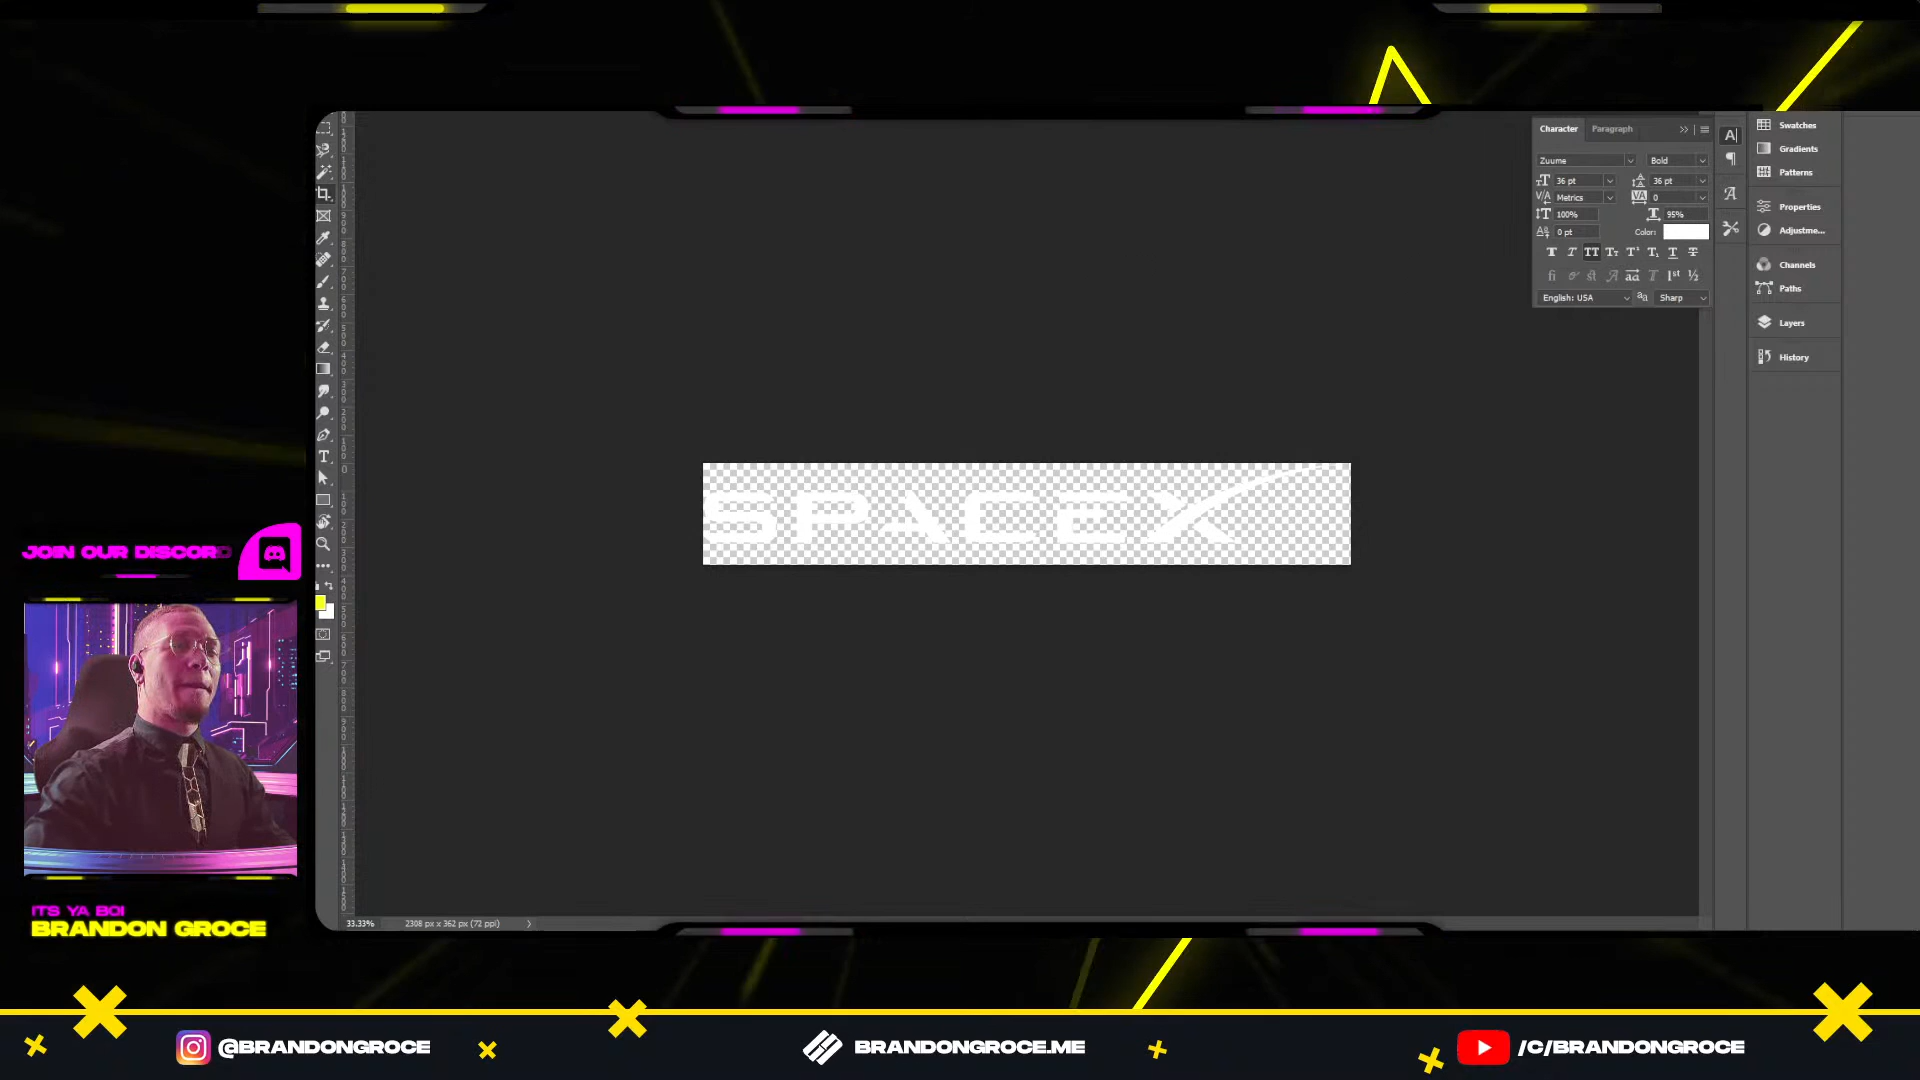 Character Paragraph
Zuume Bold
36 pt 36 pt
Metrics 0
100% 95%
0 pt Color:
English: USA Sharp
Swatches
Gradients
Patterns
Properties
Adjustme...
Channels
Paths
Layers
History
SPACEX
JOIN OUR DISCORD
ITS YA BOI
BRANDON GROCE
33.33% 2308 px x 362 px (72 ppi)
@BRANDONGROCE
BRANDONGROCE.ME
/C/BRANDONGROCE